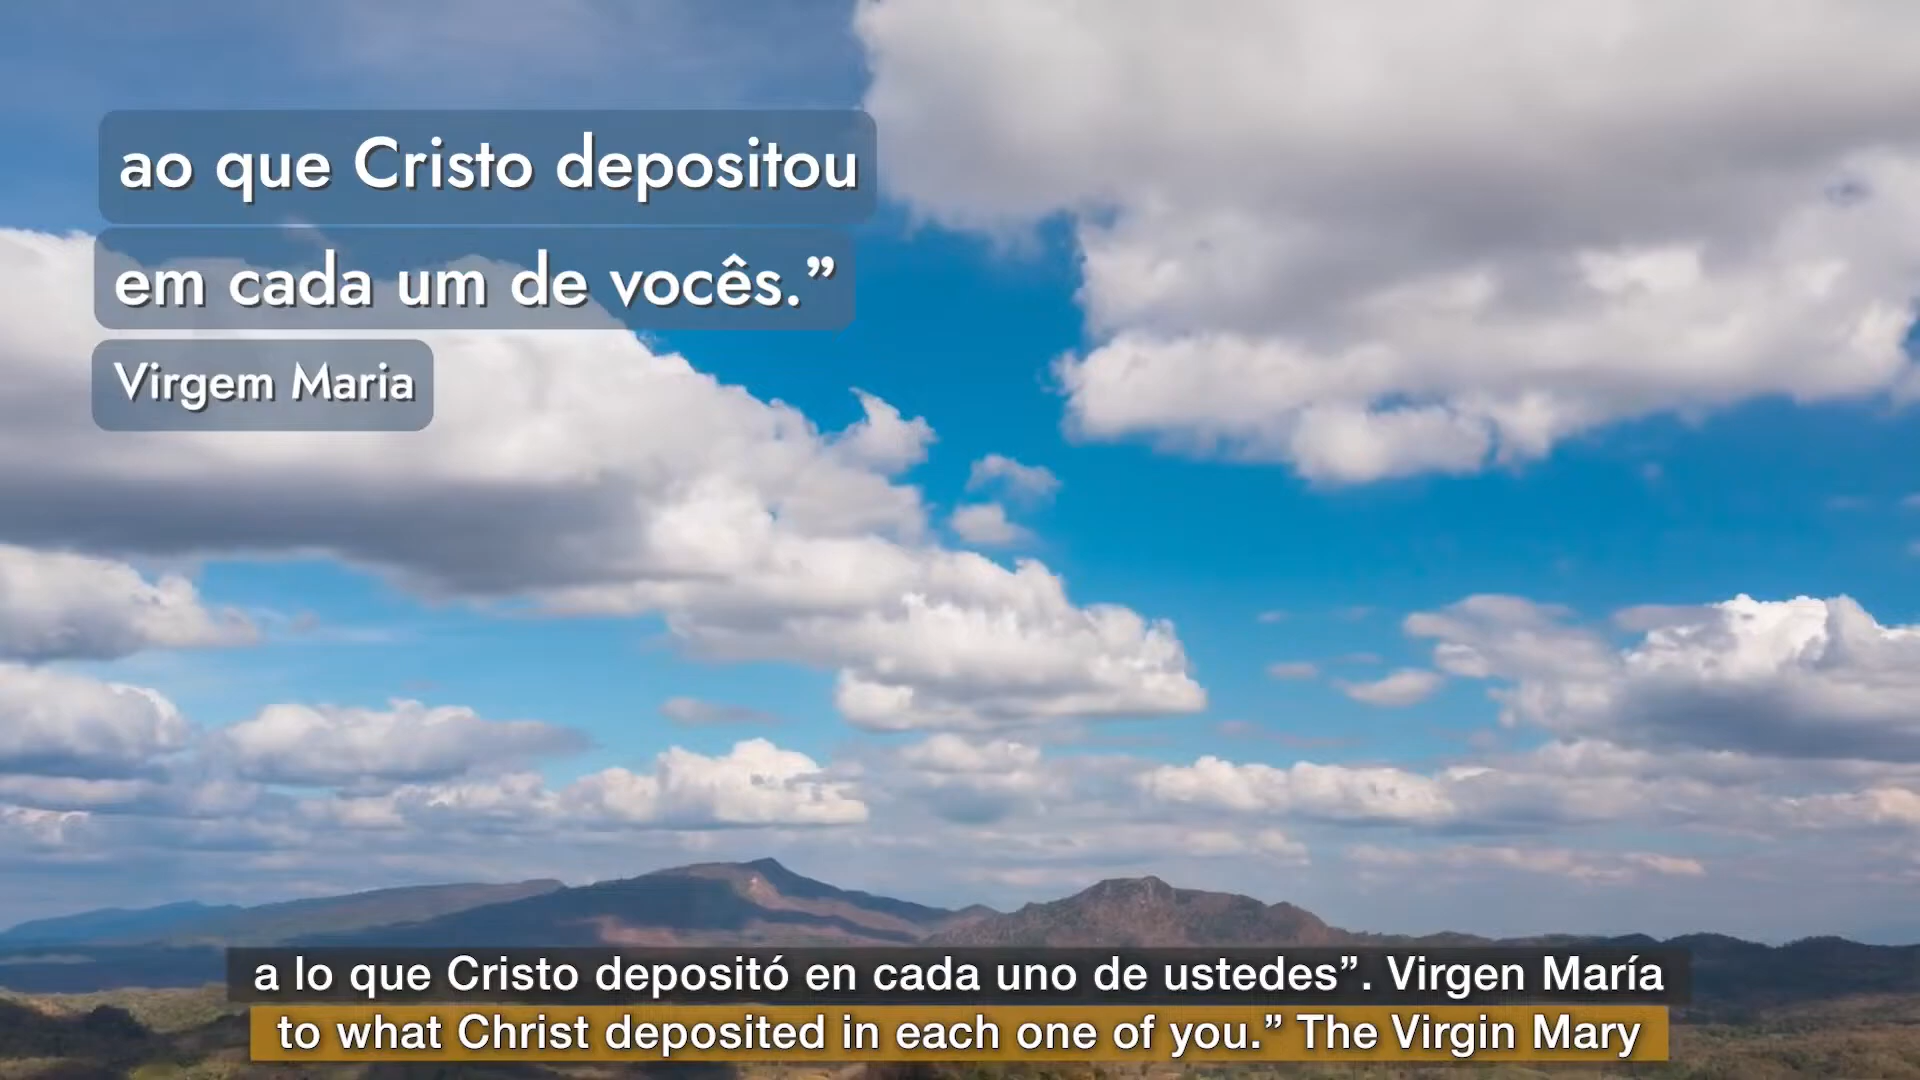 ao que Cristo depositou
em cada um de vocês.”
Virgem Maria
a lo que Cristo depositó en cada uno de ustedes”. Virgen María
to what Christ deposited in each one of you.” The Virgin Mary